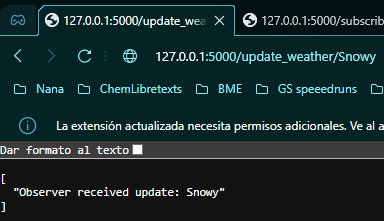 127.0.0.1:5000/update_wea
127.0.0.1:5000/subscrib
127.0.0.1:5000/update_weather/Snowy
Nana
ChemLibretexts
BME
GS speeedruns
La extensión actualizada necesita permisos adicionales. Ve al a
Dar formato al texto
[
"Observer received update: Snowy"
]